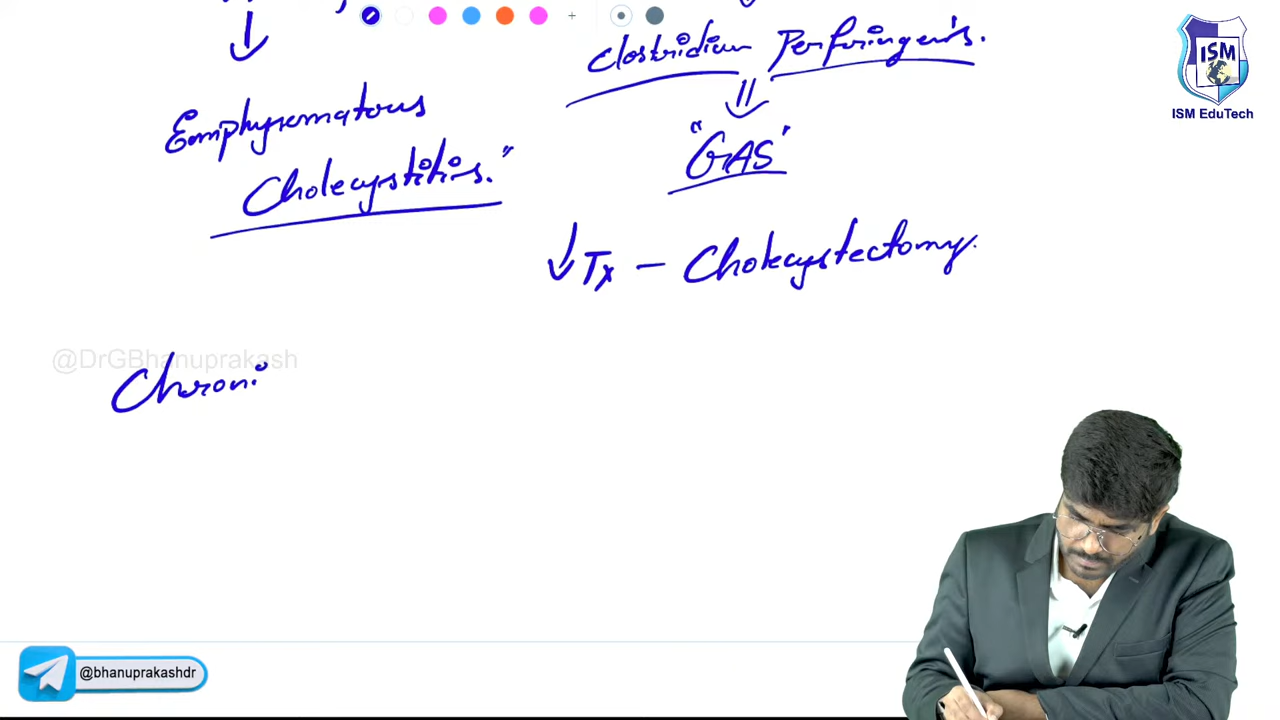 Clostridium Perfringens.
Emphysematous
Cholecystitis."
"GAS"
Tx - Cholecystectomy.
@DrGBhanuprakash
Chroni
ISM
ISM EduTech
@bhanuprakashdr